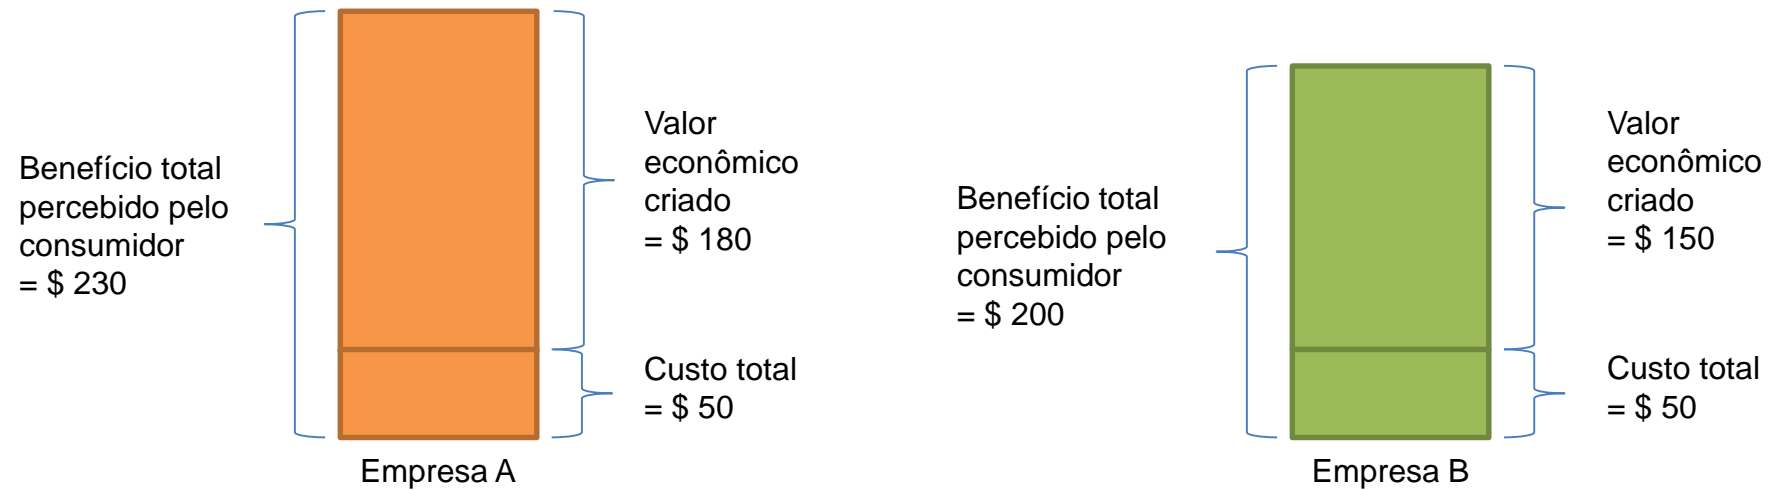 Benefício total
percebido pelo
consumidor
= $ 230
Valor
econômico
criado
= $ 180
Custo total
= $ 50
Empresa A
Benefício total
percebido pelo
consumidor
= $ 200
Valor
econômico
criado
= $ 150
Custo total
= $ 50
Empresa B